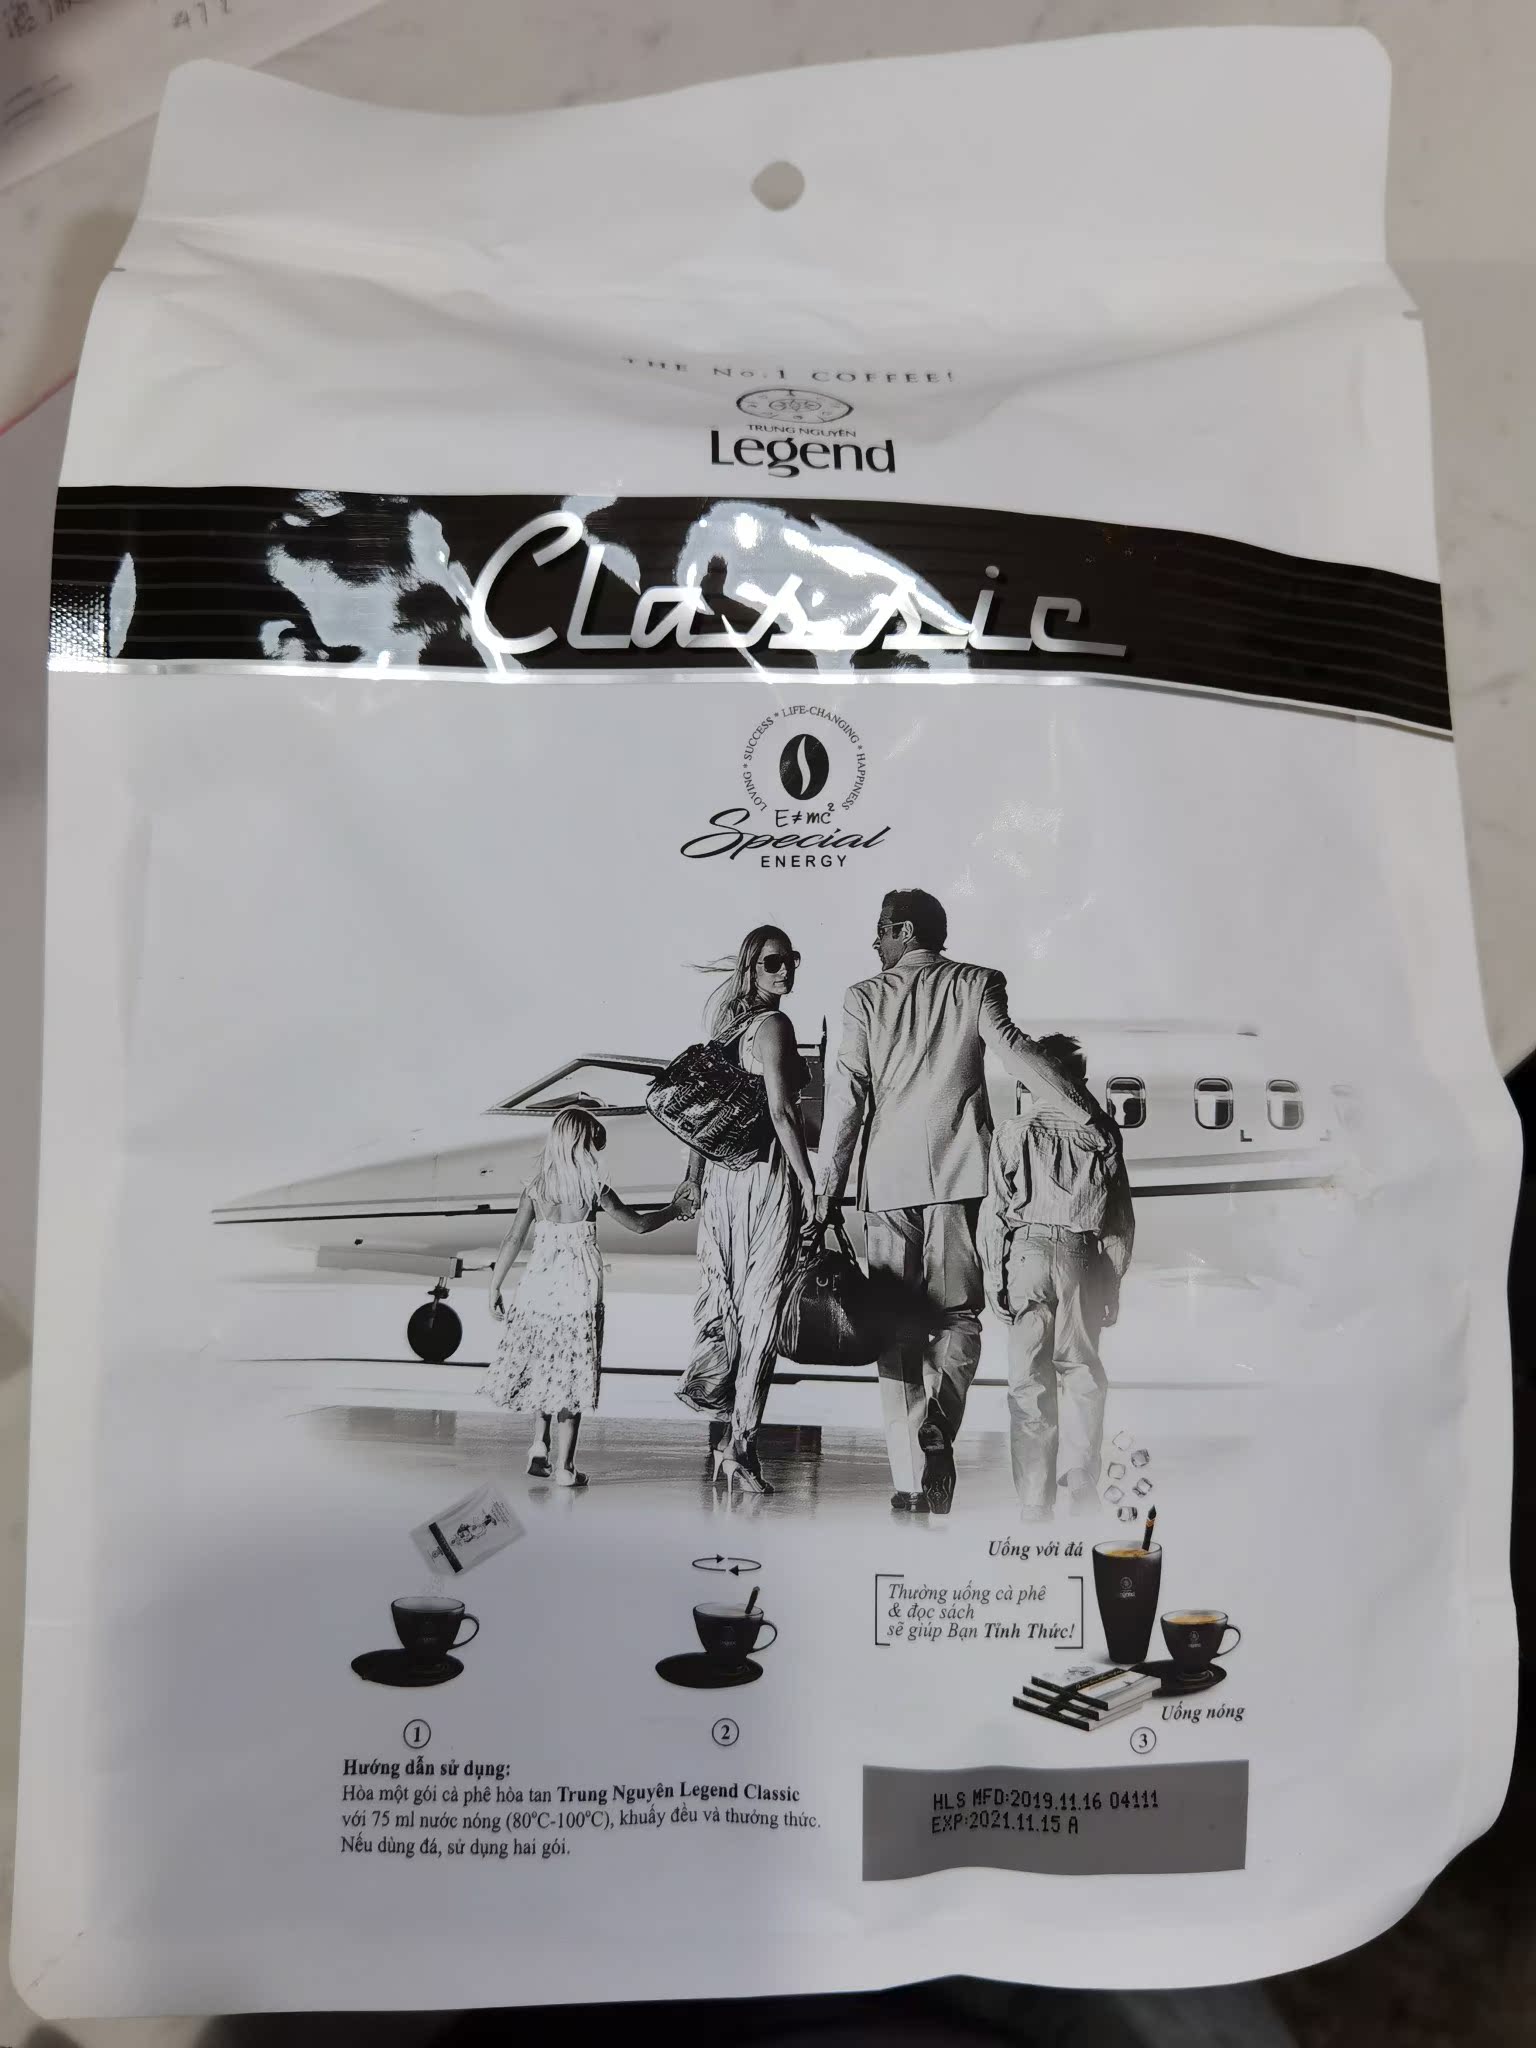 THE No.1 COFFEE!
TRUNG NGUYÊN
Legend
Classic
LOVING * SUCCESS * LIFE-CHANGING * HAPPINESS
E≠mc²
Special
ENERGY
Uống với đá
Thưởng uống cà phê
& đọc sách
sẽ giúp Bạn Tỉnh Thức!
Uống nóng
1
2
3
Hướng dẫn sử dụng:
Hòa một gói cà phê hòa tan Trung Nguyên Legend Classic
với 75 ml nước nóng (80°C-100°C), khuấy đều và thưởng thức.
Nếu dùng đá, sử dụng hai gói.
HLS MFD:2019.11.16 04111
EXP:2021.11.15 A